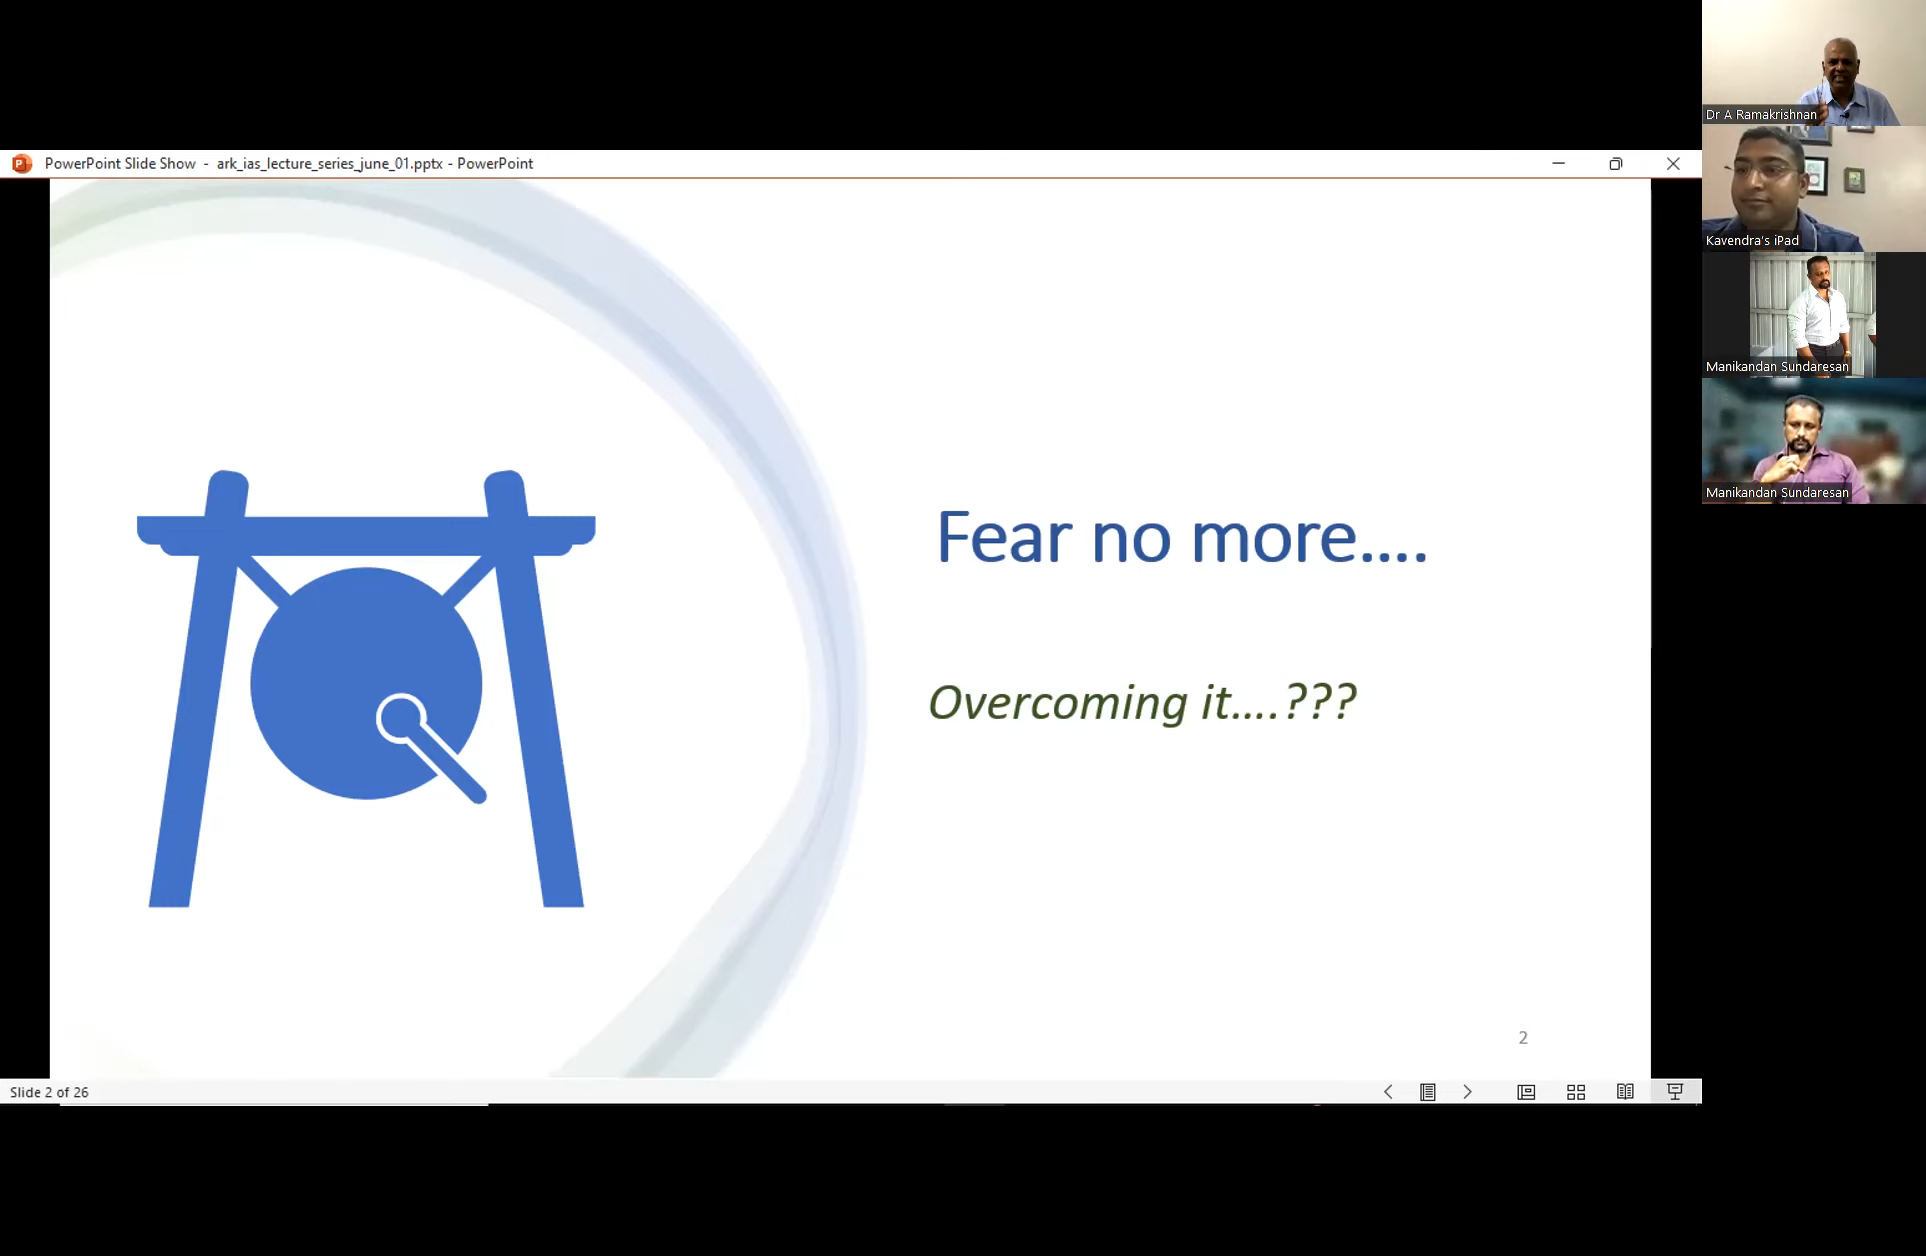 PowerPoint Slide Show - ark_ias_lecture_series_june_01.pptx - PowerPoint
Fear no more....
Overcoming it....???
2
Slide 2 of 26
Dr A Ramakrishnan
Kavendra's iPad
Manikandan Sundaresan
Manikandan Sundaresan